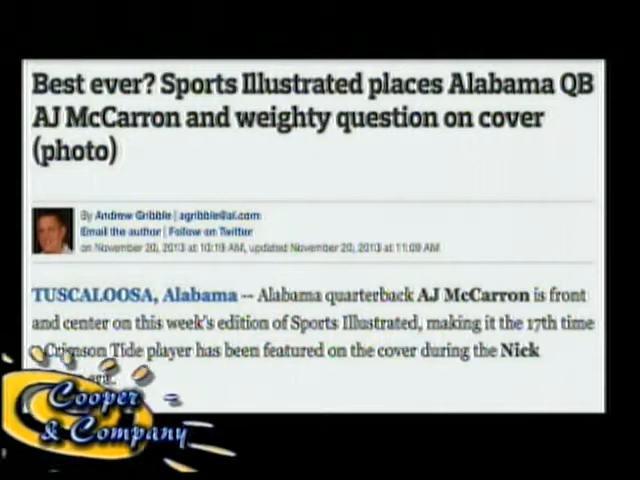 Best ever? Sports Illustrated places Alabama QB
AJ McCarron and weighty question on cover
(photo)
By Andrew Gribble | agribble@al.com
Email the author | Follow on Twitter
on November 20, 2013 at 10:19 AM, updated November 20, 2013 at 11:09 AM
TUSCALOOSA, Alabama -- Alabama quarterback AJ McCarron is front
and center on this week's edition of Sports Illustrated, making it the 17th time
Crimson Tide player has been featured on the cover during the Nick
era.
Cooper
& Company